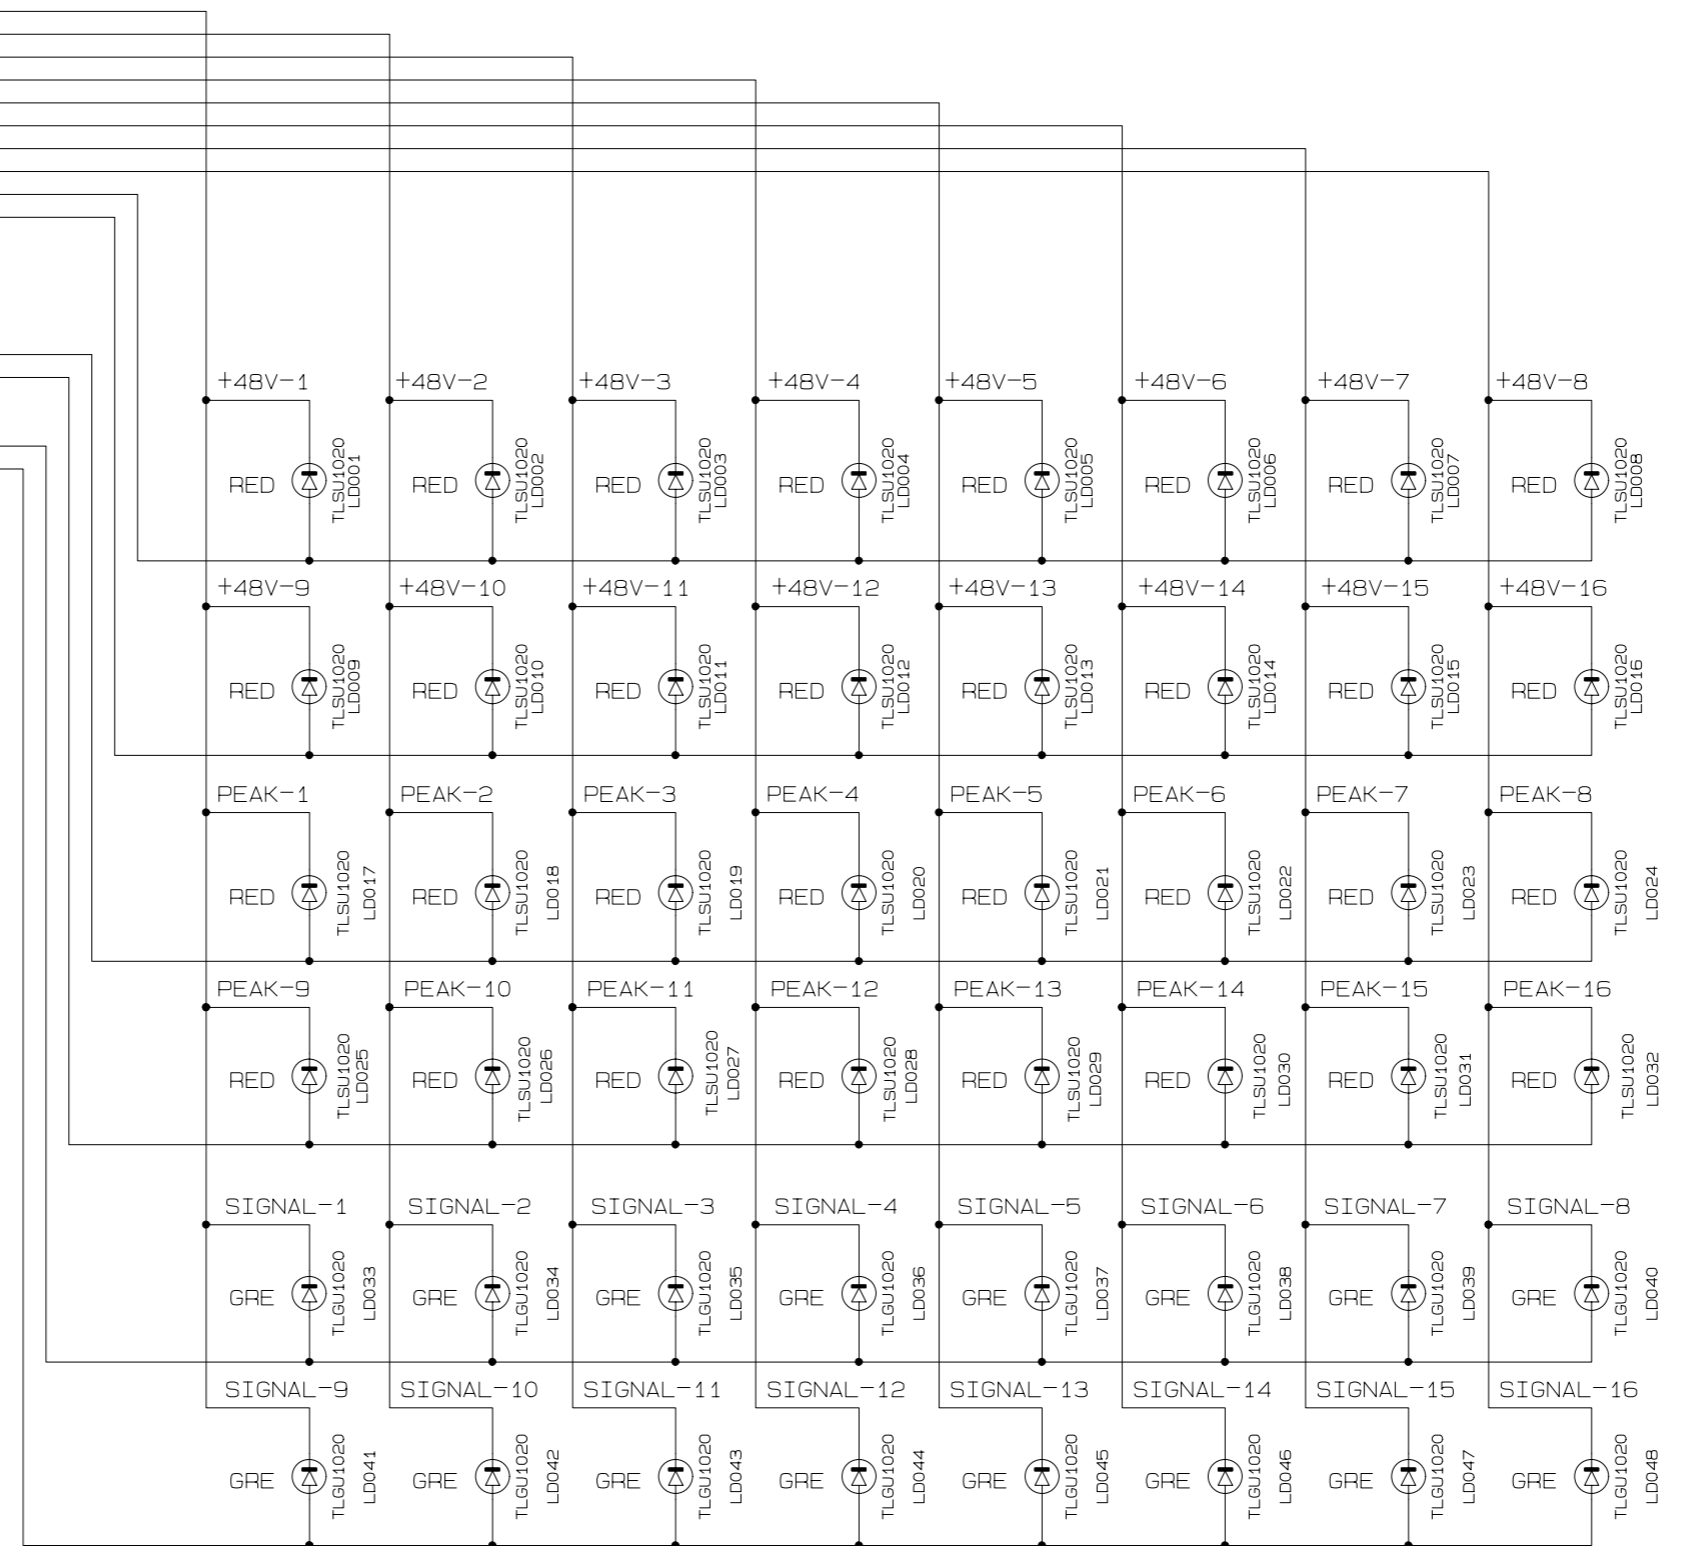 +48V-1 +48V-2 +48V-3 +48V-4 +48V-5 +48V-6 +48V-7 +48V-8
RED TLSU1020 LD001 RED TLSU1020 LD002 RED TLSU1020 LD003 RED TLSU1020 LD004 RED TLSU1020 LD005 RED TLSU1020 LD006 RED TLSU1020 LD007 RED TLSU1020 LD008
+48V-9 +48V-10 +48V-11 +48V-12 +48V-13 +48V-14 +48V-15 +48V-16
RED TLSU1020 LD009 RED TLSU1020 LD010 RED TLSU1020 LD011 RED TLSU1020 LD012 RED TLSU1020 LD013 RED TLSU1020 LD014 RED TLSU1020 LD015 RED TLSU1020 LD016
PEAK-1 PEAK-2 PEAK-3 PEAK-4 PEAK-5 PEAK-6 PEAK-7 PEAK-8
RED TLSU1020 LD017 RED TLSU1020 LD018 RED TLSU1020 LD019 RED TLSU1020 LD020 RED TLSU1020 LD021 RED TLSU1020 LD022 RED TLSU1020 LD023 RED TLSU1020 LD024
PEAK-9 PEAK-10 PEAK-11 PEAK-12 PEAK-13 PEAK-14 PEAK-15 PEAK-16
RED TLSU1020 LD025 RED TLSU1020 LD026 RED TLSU1020 LD027 RED TLSU1020 LD028 RED TLSU1020 LD029 RED TLSU1020 LD030 RED TLSU1020 LD031 RED TLSU1020 LD032
SIGNAL-1 SIGNAL-2 SIGNAL-3 SIGNAL-4 SIGNAL-5 SIGNAL-6 SIGNAL-7 SIGNAL-8
GRE TLGU1020 LD033 GRE TLGU1020 LD034 GRE TLGU1020 LD035 GRE TLGU1020 LD036 GRE TLGU1020 LD037 GRE TLGU1020 LD038 GRE TLGU1020 LD039 GRE TLGU1020 LD040
SIGNAL-9 SIGNAL-10 SIGNAL-11 SIGNAL-12 SIGNAL-13 SIGNAL-14 SIGNAL-15 SIGNAL-16
GRE TLGU1020 LD041 GRE TLGU1020 LD042 GRE TLGU1020 LD043 GRE TLGU1020 LD044 GRE TLGU1020 LD045 GRE TLGU1020 LD046 GRE TLGU1020 LD047 GRE TLGU1020 LD048